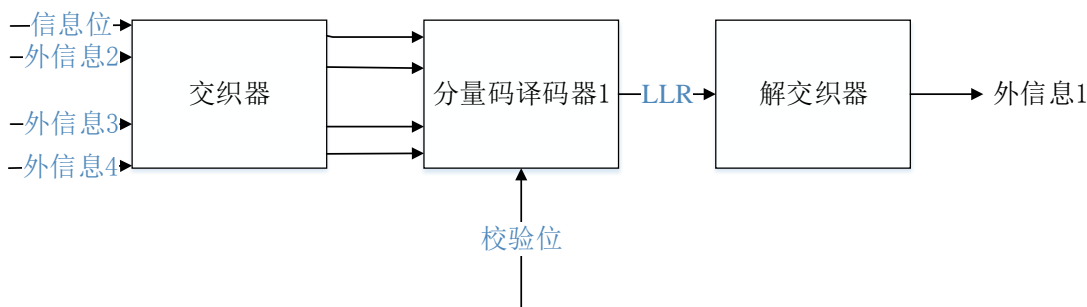 信息位
外信息2
交织器
分量码译码器1
LLR
解交织器
外信息1
外信息3
外信息4
校验位